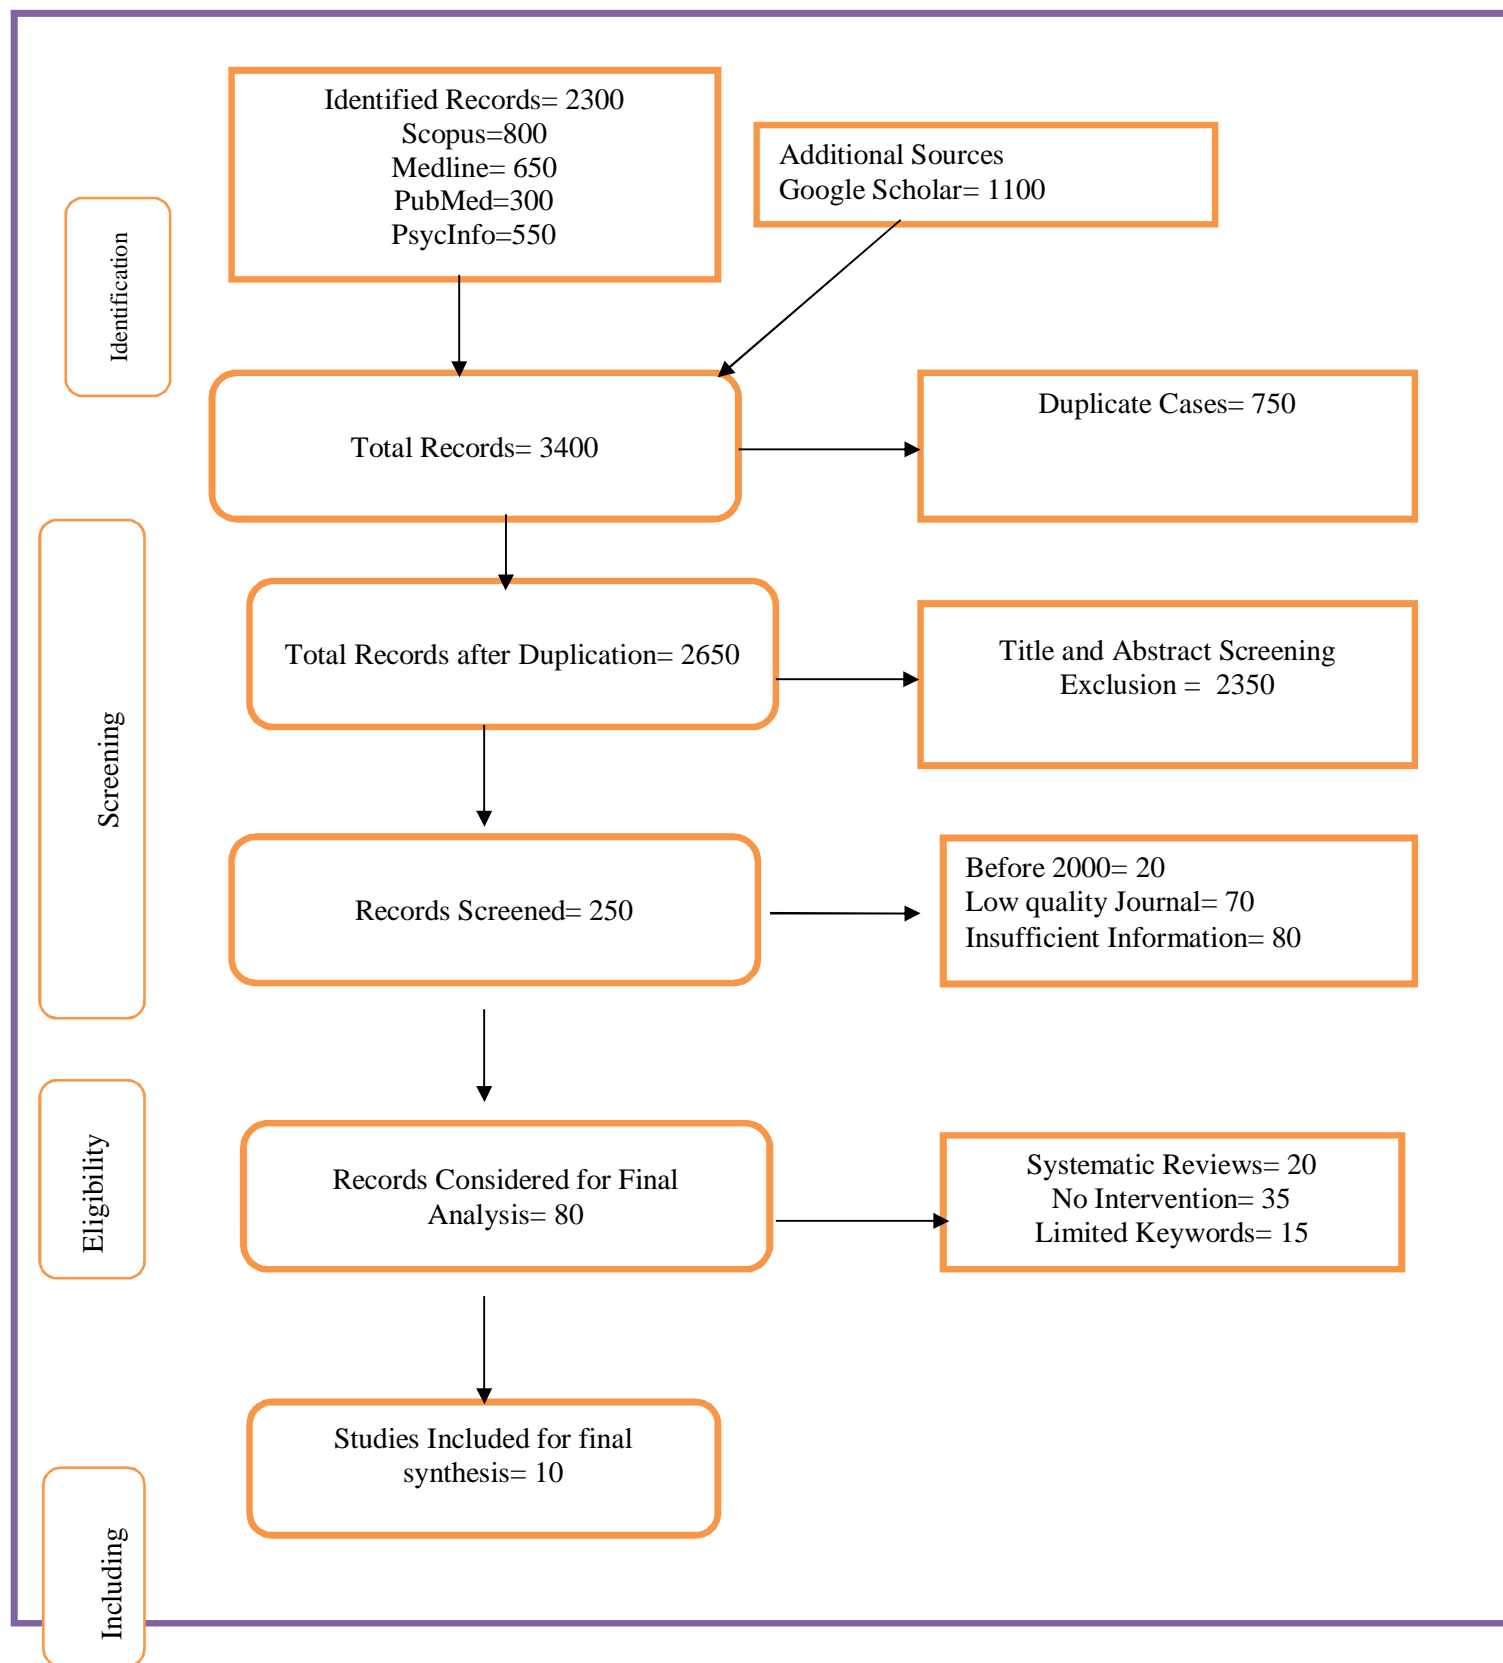 Identified Records= 2300
Scopus=800
Medline= 650
PubMed=300
PsycInfo=550
Additional Sources
Google Scholar= 1100
Identification
Total Records= 3400
Duplicate Cases= 750
Screening
Total Records after Duplication= 2650
Title and Abstract Screening
Exclusion =  2350
Records Screened= 250
Before 2000= 20
Low quality Journal= 70
Insufficient Information= 80
Eligibility
Records Considered for Final
Analysis= 80
Systematic Reviews= 20
No Intervention= 35
Limited Keywords= 15
Studies Included for final
synthesis= 10
Including